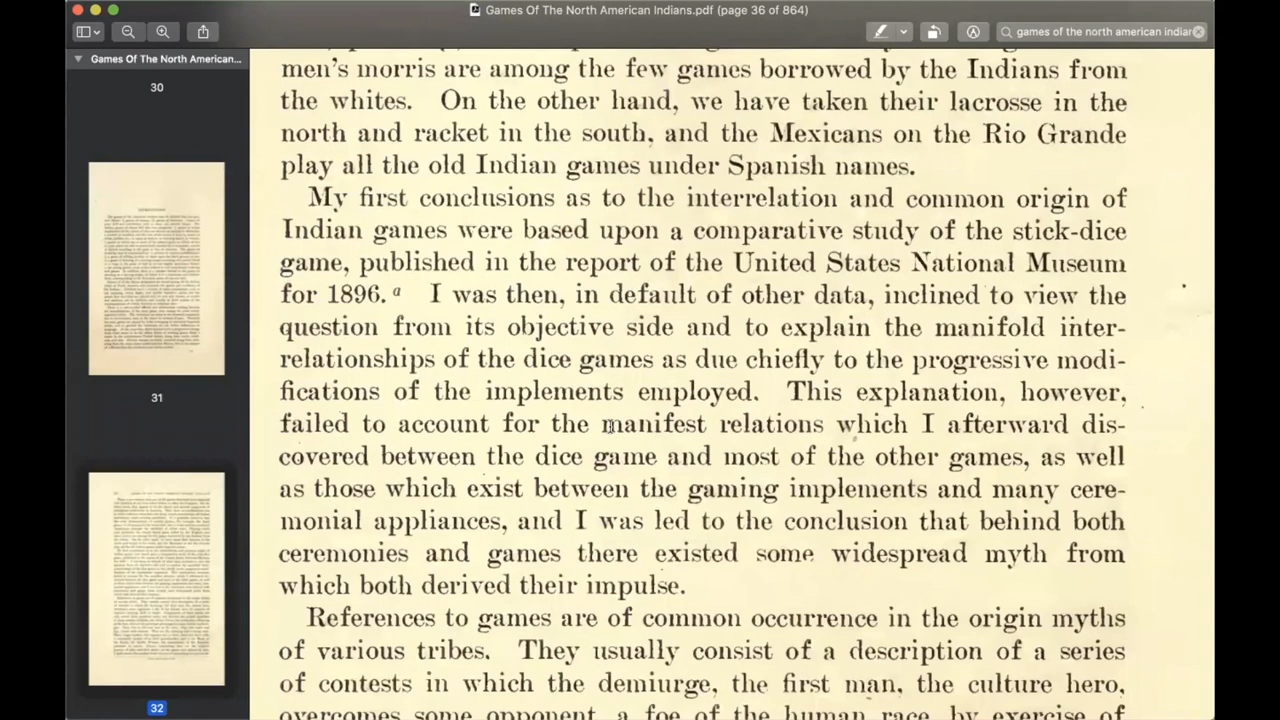 Games Of The North American Indians.pdf (page 36 of 864)
games of the north american indian
Games Of The North American...
30
31
32
men's morris are among the few games borrowed by the Indians from
the whites. On the other hand, we have taken their lacrosse in the
north and racket in the south, and the Mexicans on the Rio Grande
play all the old Indian games under Spanish names.
My first conclusions as to the interrelation and common origin of
Indian games were based upon a comparative study of the stick-dice
game, published in the report of the United States National Museum
for 1896.ᵃ I was then, in default of other data, inclined to view the
question from its objective side and to explain the manifold inter-
relationships of the dice games as due chiefly to the progressive modi-
fications of the implements employed. This explanation, however,
failed to account for the manifest relations which I afterward dis-
covered between the dice game and most of the other games, as well
as those which exist between the gaming implements and many cere-
monial appliances, and I was led to the conclusion that behind both
ceremonies and games there existed some widespread myth from
which both derived their impulse.
References to games are of common occurrence in the origin myths
of various tribes. They usually consist of a description of a series
of contests in which the demiurge, the first man, the culture hero,
overcomes some opponent, a foe of the human race, by exercise of